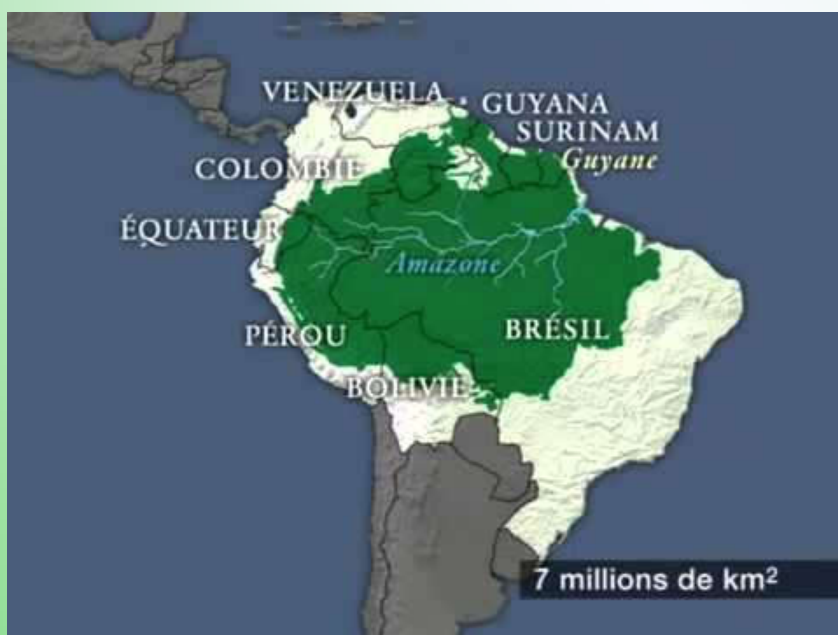 VENEZUELA
GUYANA
SURINAM
Guyane
COLOMBIE
ÉQUATEUR
Amazone
PÉROU
BRÉSIL
BOLIVIE
7 millions de km²